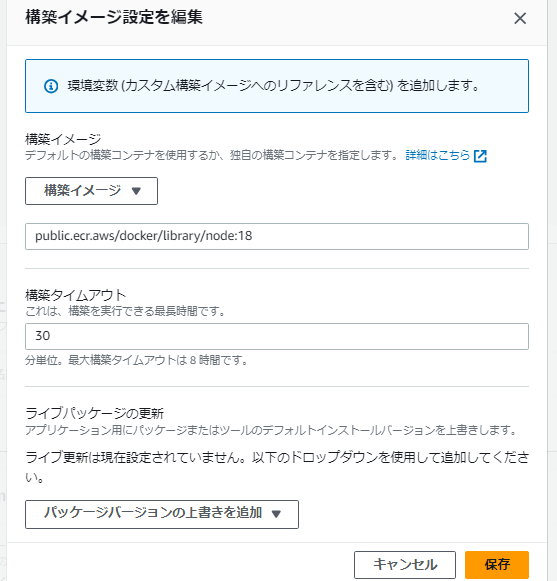 構築イメージ設定を編集
環境変数 (カスタム構築イメージへのリファレンスを含む) を追加します。
構築イメージ
デフォルトの構築コンテナを使用するか、独自の構築コンテナを指定します。 詳細はこちら
構築イメージ
public.ecr.aws/docker/library/node:18
構築タイムアウト
これは、構築を実行できる最長時間です。
30
分単位。最大構築タイムアウトは 8 時間です。
ライブパッケージの更新
アプリケーション用にパッケージまたはツールのデフォルトインストールバージョンを上書きします。
ライブ更新は現在設定されていません。以下のドロップダウンを使用して追加してくださ
い。
パッケージバージョンの上書きを追加
キャンセル 保存